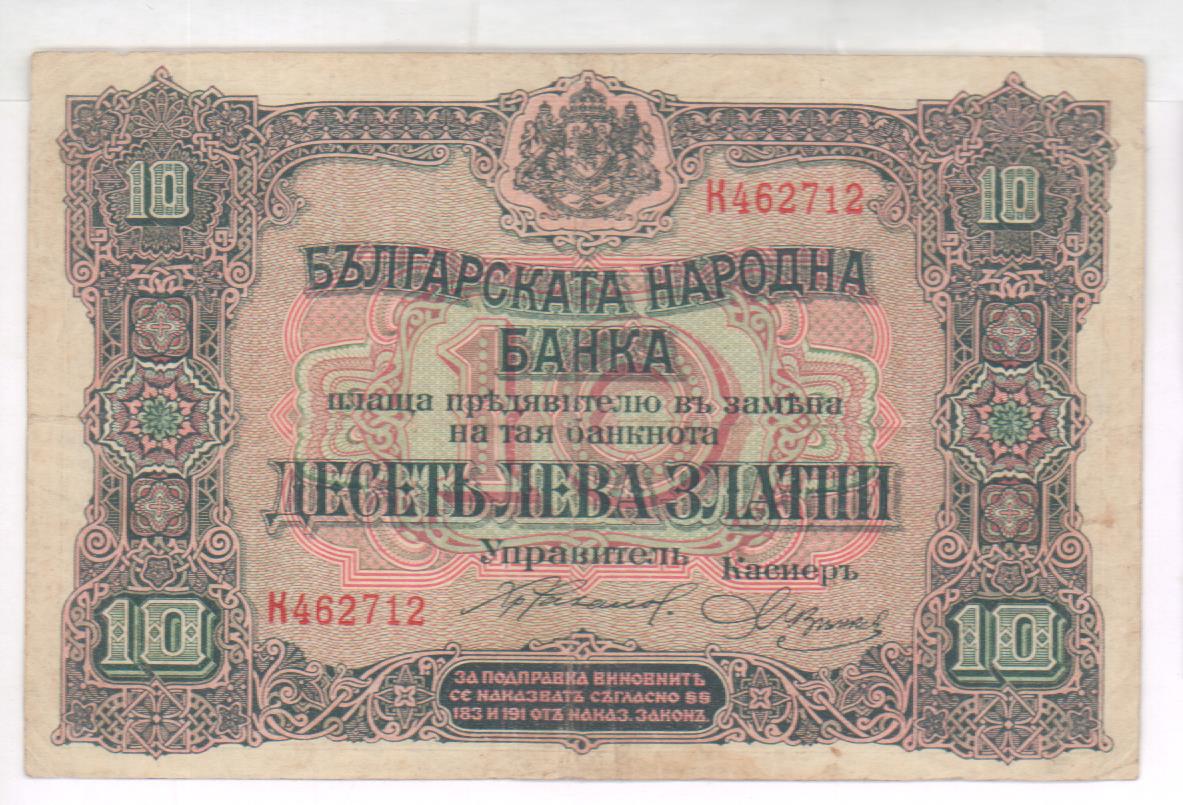 10
10
К462712
БЪЛГАРСКАТА НАРОДНА
БАНКА
10
плаща прѣдявителю въ замѣна
на тая банкнота
ДЕСЕТЬ ЛЕВА ЗЛАТНИ
Управитель Касиеръ
К462712
10
10
ЗА ПОДПРАВКА ВИНОВНИТѢ
СЕ НАКАЗВАТЪ СЪГЛАСНО §§
183 И 191 ОТЪ НАКАЗ. ЗАКОНЪ.